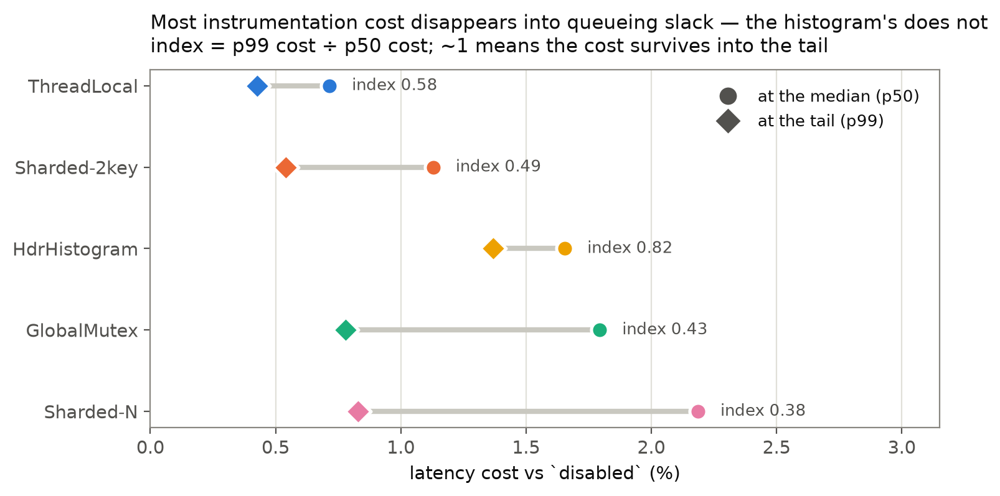 Most instrumentation cost disappears into queueing slack — the histogram's does not
index = p99 cost ÷ p50 cost; ~1 means the cost survives into the tail
ThreadLocal
index 0.58
at the median (p50)
at the tail (p99)
Sharded-2key
index 0.49
HdrHistogram
index 0.82
GlobalMutex
index 0.43
Sharded-N
index 0.38
0.0 0.5 1.0 1.5 2.0 2.5 3.0
latency cost vs `disabled` (%)